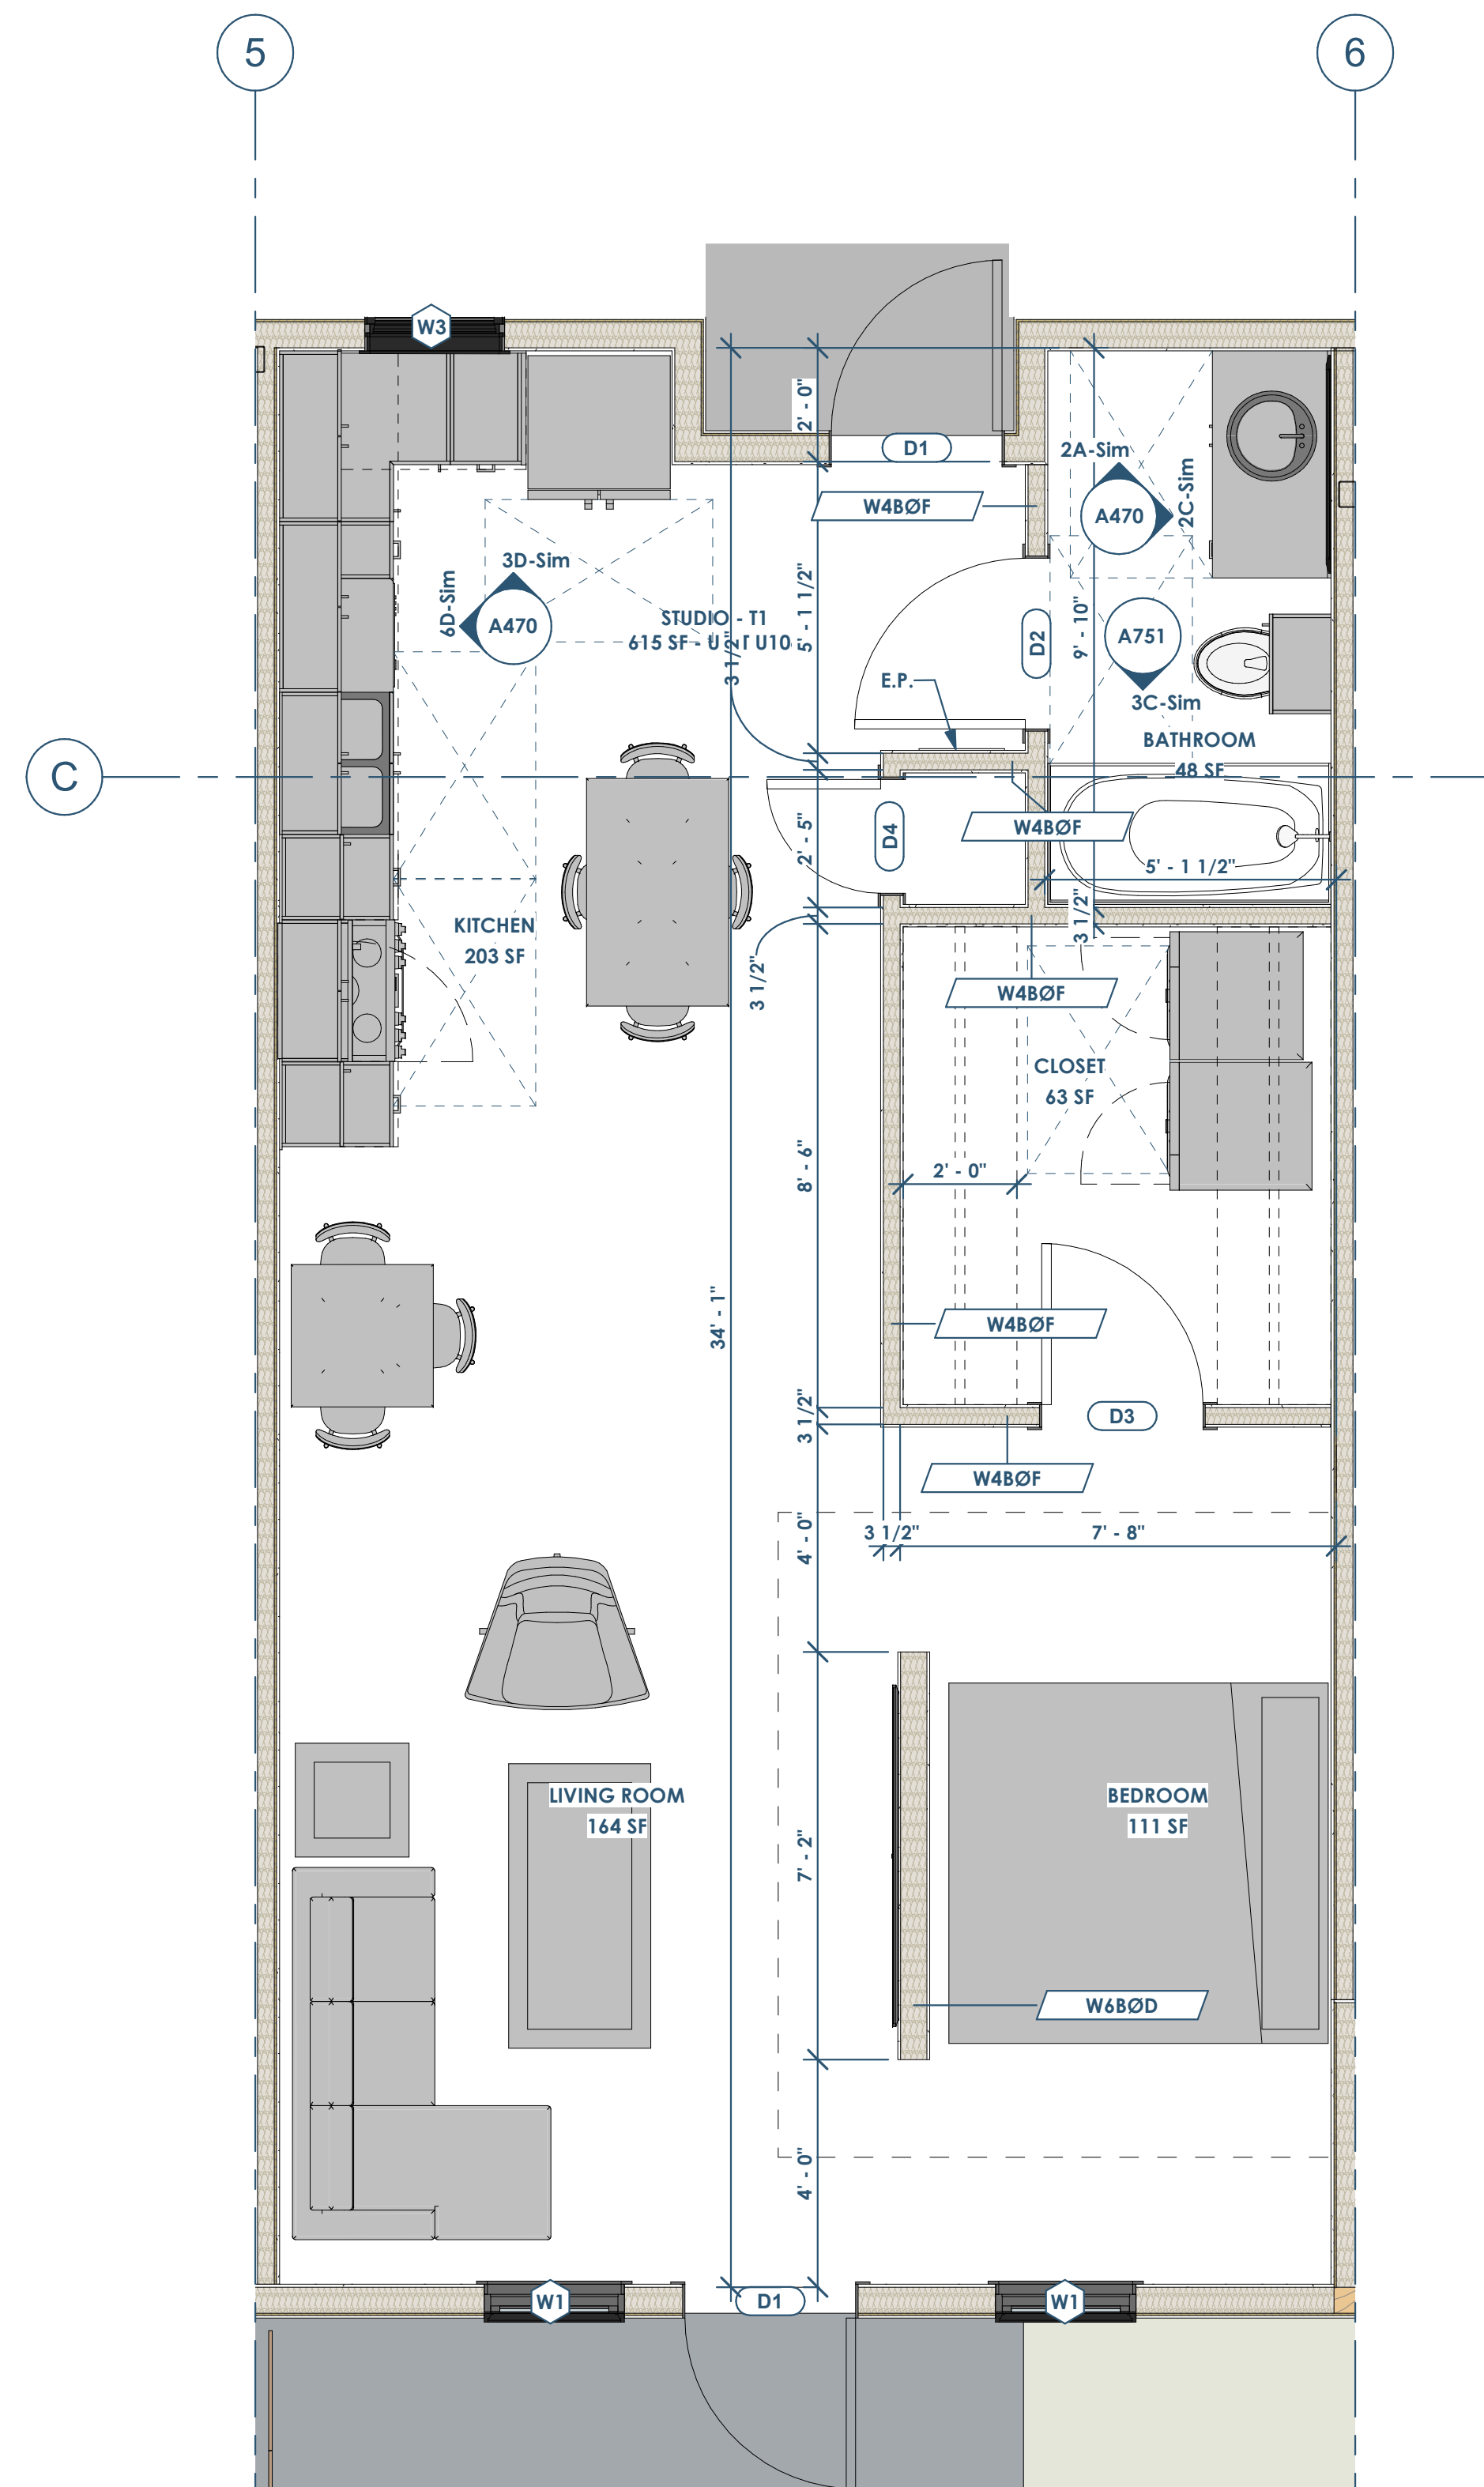 5
6
W3
2' - 0"
D1
2A-Sim
2C-Sim
A470
W4BØF
3D-Sim
6D-Sim
A470
STUDIO - T1
615 SF - U
U10
3 1/2"
5' - 1 1/2"
D2
9' - 10"
A751
3C-Sim
E.P.
BATHROOM
48 SF
C
D4
2' - 5"
W4BØF
5' - 1 1/2"
KITCHEN
203 SF
3 1/2"
3 1/2"
W4BØF
CLOSET
63 SF
8' - 6"
2' - 0"
34' - 1"
W4BØF
3 1/2"
D3
W4BØF
4' - 0"
3 1/2"
7' - 8"
LIVING ROOM
164 SF
BEDROOM
111 SF
7' - 2"
W6BØD
4' - 0"
W1
D1
W1